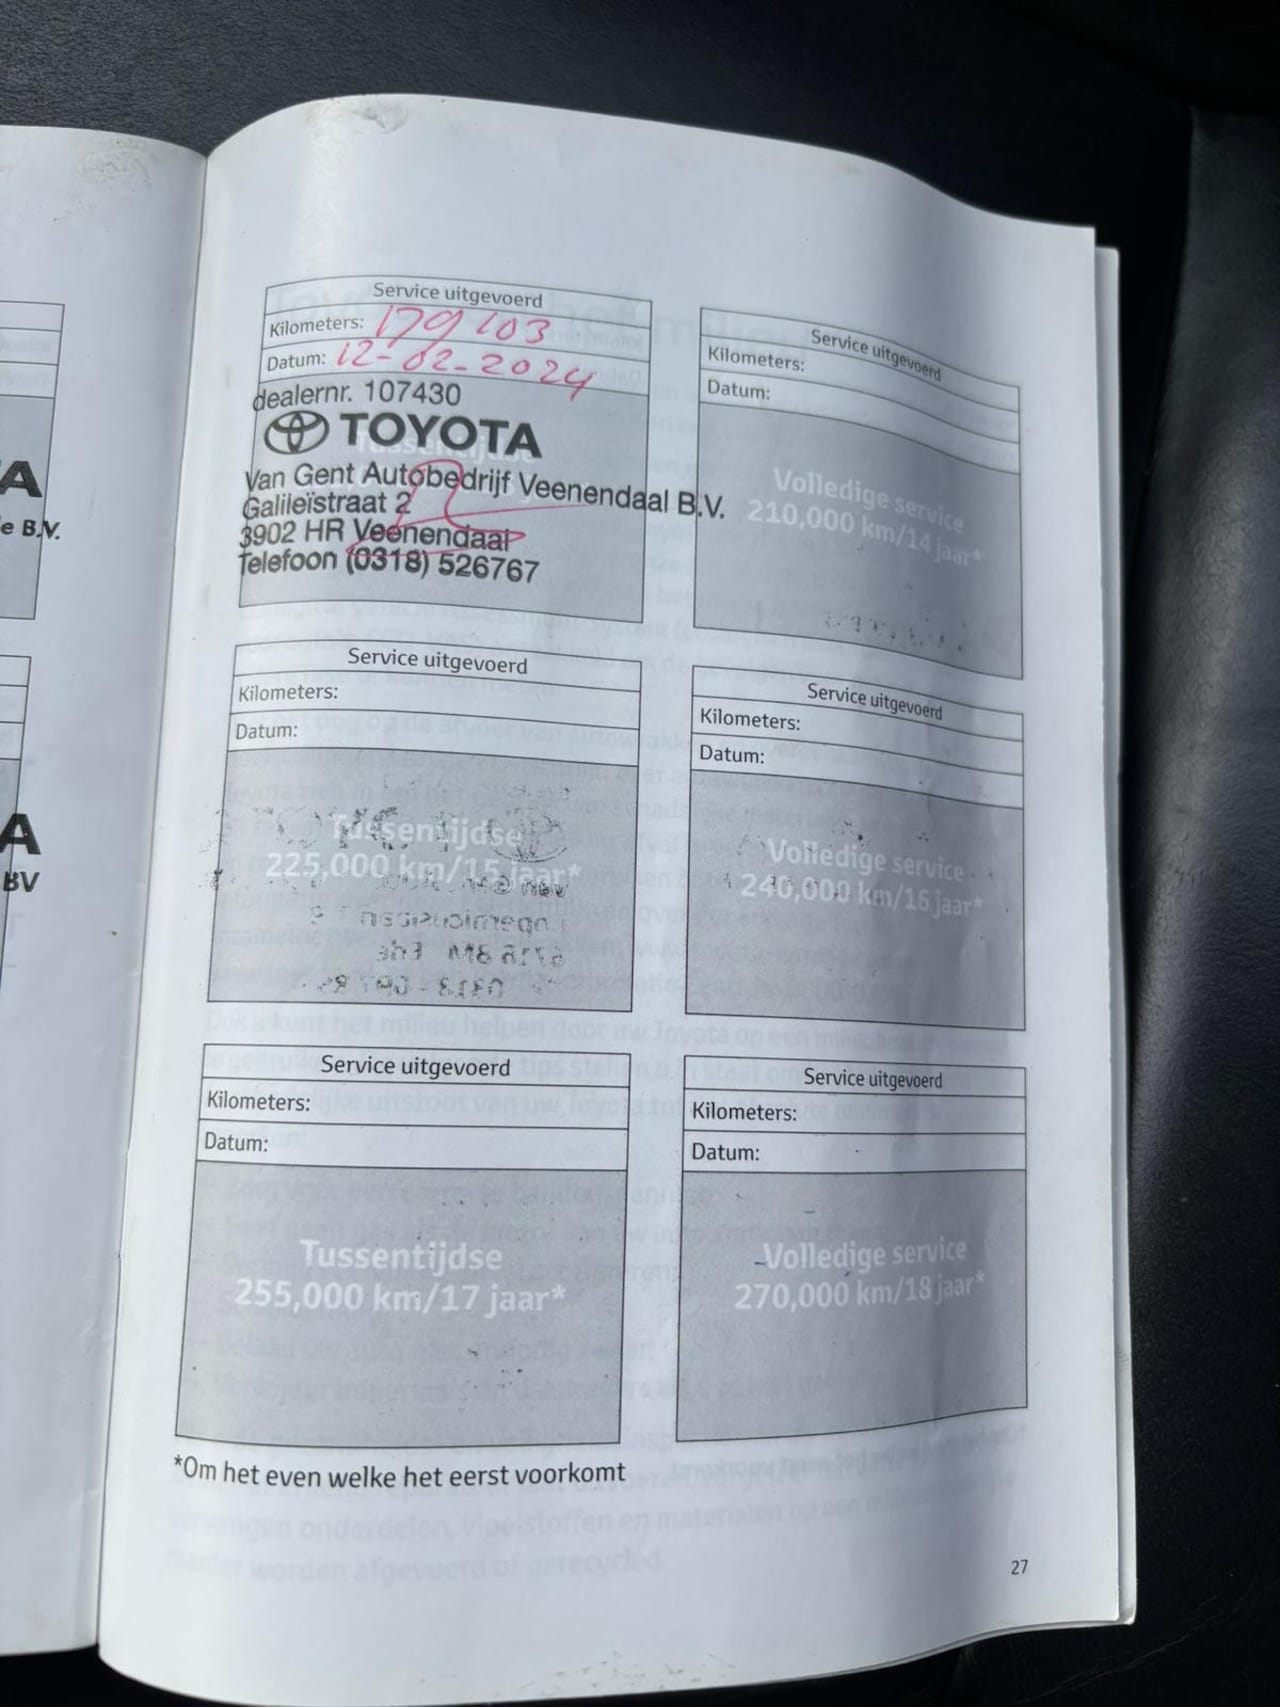 Service uitgevoerd
Kilometers: 179103
Datum: 12-02-2024
dealernr. 107430
TOYOTA
Van Gent Autobedrijf Veenendaal B.V.
Galileïstraat 2
3902 HR Veenendaal
Telefoon (0318) 526767
Service uitgevoerd
Kilometers:
Datum:
Volledige service
210,000 km/14 jaar*
Service uitgevoerd
Kilometers:
Datum:
Tussentijdse
225,000 km/15 jaar*
Service uitgevoerd
Kilometers:
Datum:
Volledige service
240,000 km/16 jaar*
Service uitgevoerd
Kilometers:
Datum:
Tussentijdse
255,000 km/17 jaar*
Service uitgevoerd
Kilometers:
Datum:
Volledige service
270,000 km/18 jaar*
*Om het even welke het eerst voorkomt
27
A
e B.V.
A
BV